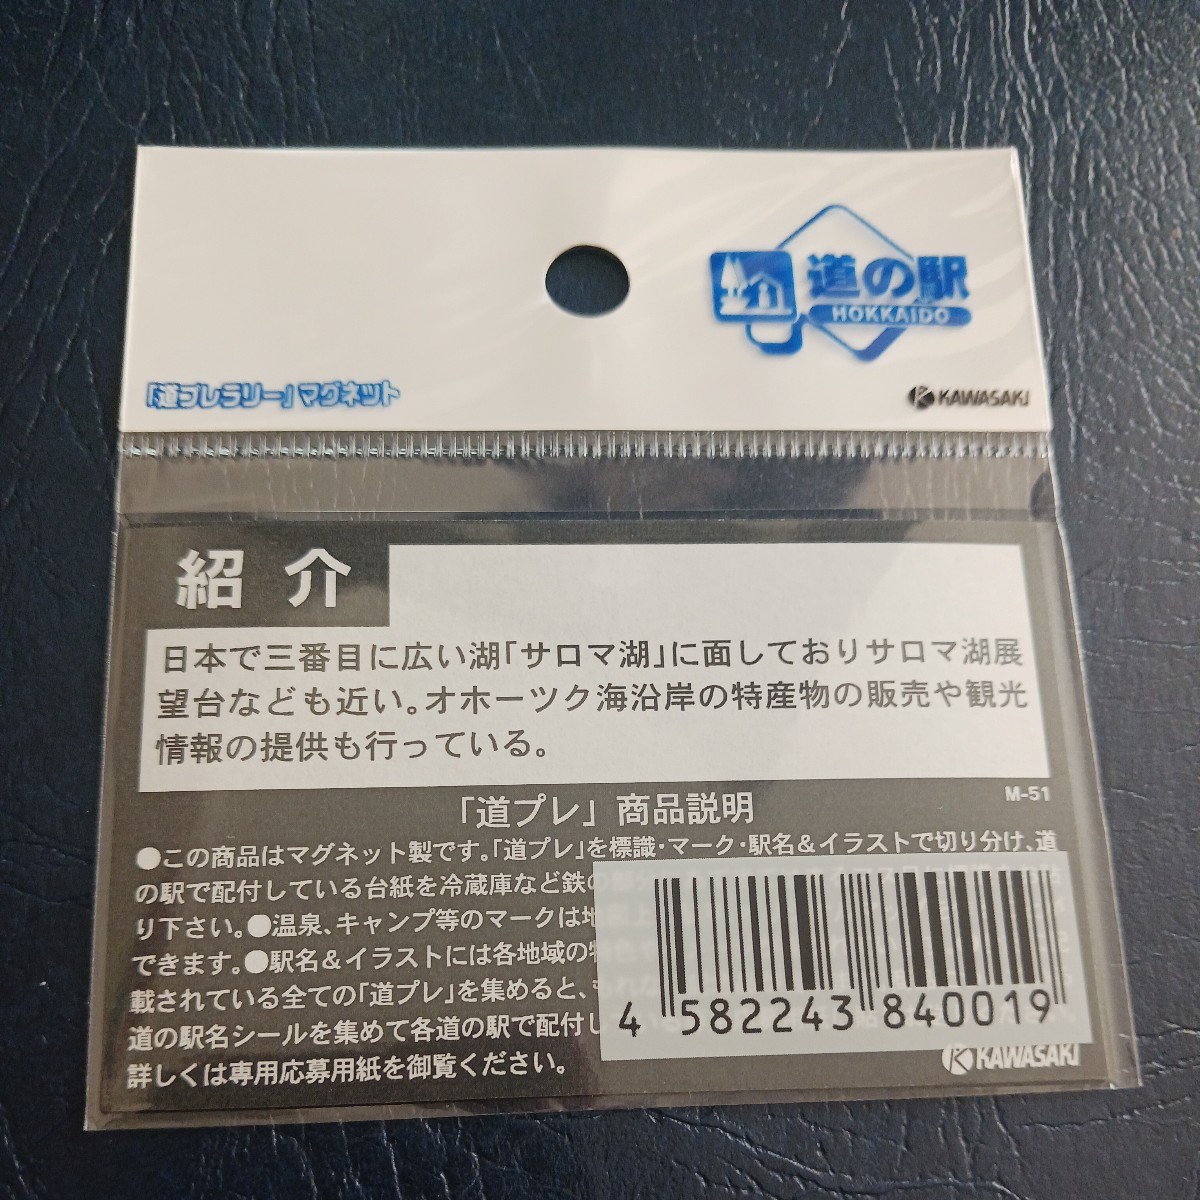 道の駅
HOKKAIDO
「道プレラリー」マグネット
KAWASAKI
紹介
日本で三番目に広い湖「サロマ湖」に面しておりサロマ湖展
望台なども近い。オホーツク海沿岸の特産物の販売や観光
情報の提供も行っている。
M-51
「道プレ」商品説明
●この商品はマグネット製です。「道プレ」を標識・マーク・駅名&イラストで切り分け、道
の駅で配付している台紙を冷蔵庫など鉄の
り下さい。●温泉、キャンプ等のマークは
できます。●駅名&イラストには各地域の
載されている全ての「道プレ」を集めると、
道の駅名シールを集めて各道の駅で配付し
詳しくは専用応募用紙を御覧ください。
4 582243 840019
KAWASAKI